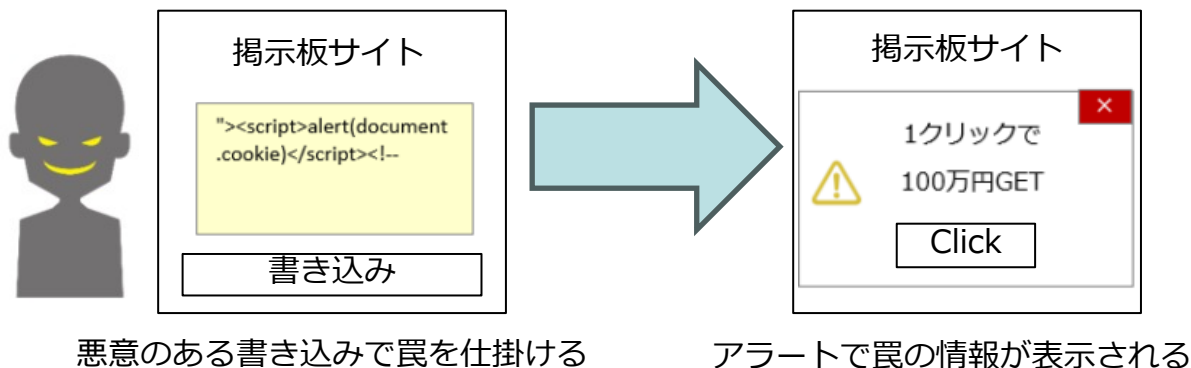 掲示板サイト
"><script>alert(document
.cookie)</script><!--
書き込み
悪意のある書き込みで罠を仕掛ける
掲示板サイト
×
1クリックで
100万円GET
Click
アラートで罠の情報が表示される